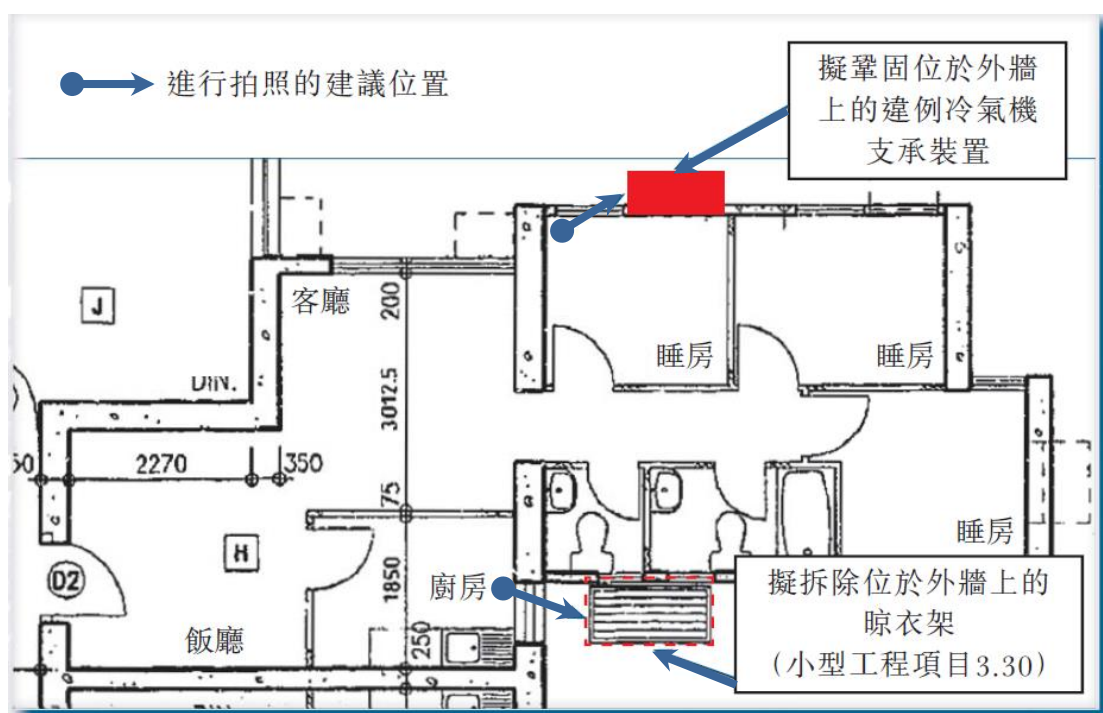 進行拍照的建議位置
擬鞏固位於外牆
上的違例冷氣機
支承裝置
客廳
200
J
睡房
睡房
DIN.
3012.5
50
2270
350
75
睡房
H
D2
廚房
1850
擬拆除位於外牆上的
晾衣架
(小型工程項目3.30)
飯廳
250
DIN